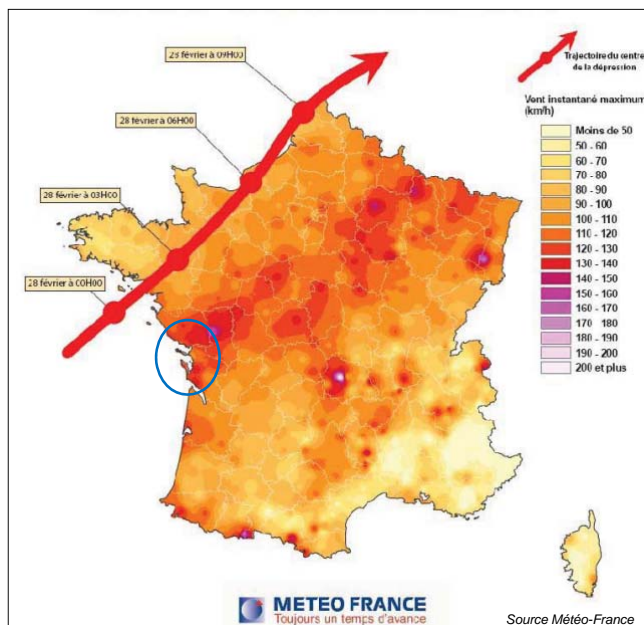 28 février à 09H00
28 février à 06H00
28 février à 03H00
28 février à 00H00
Trajectoire du centre
de la dépression
Vent instantané maximum
(km/h)
Moins de 50
50 - 60
60 - 70
70 - 80
80 - 90
90 - 100
100 - 110
110 - 120
120 - 130
130 - 140
140 - 150
150 - 160
160 - 170
170 180
180 - 190
190 - 200
200 et plus
METEO FRANCE
Toujours un temps d'avance
Source Météo-France